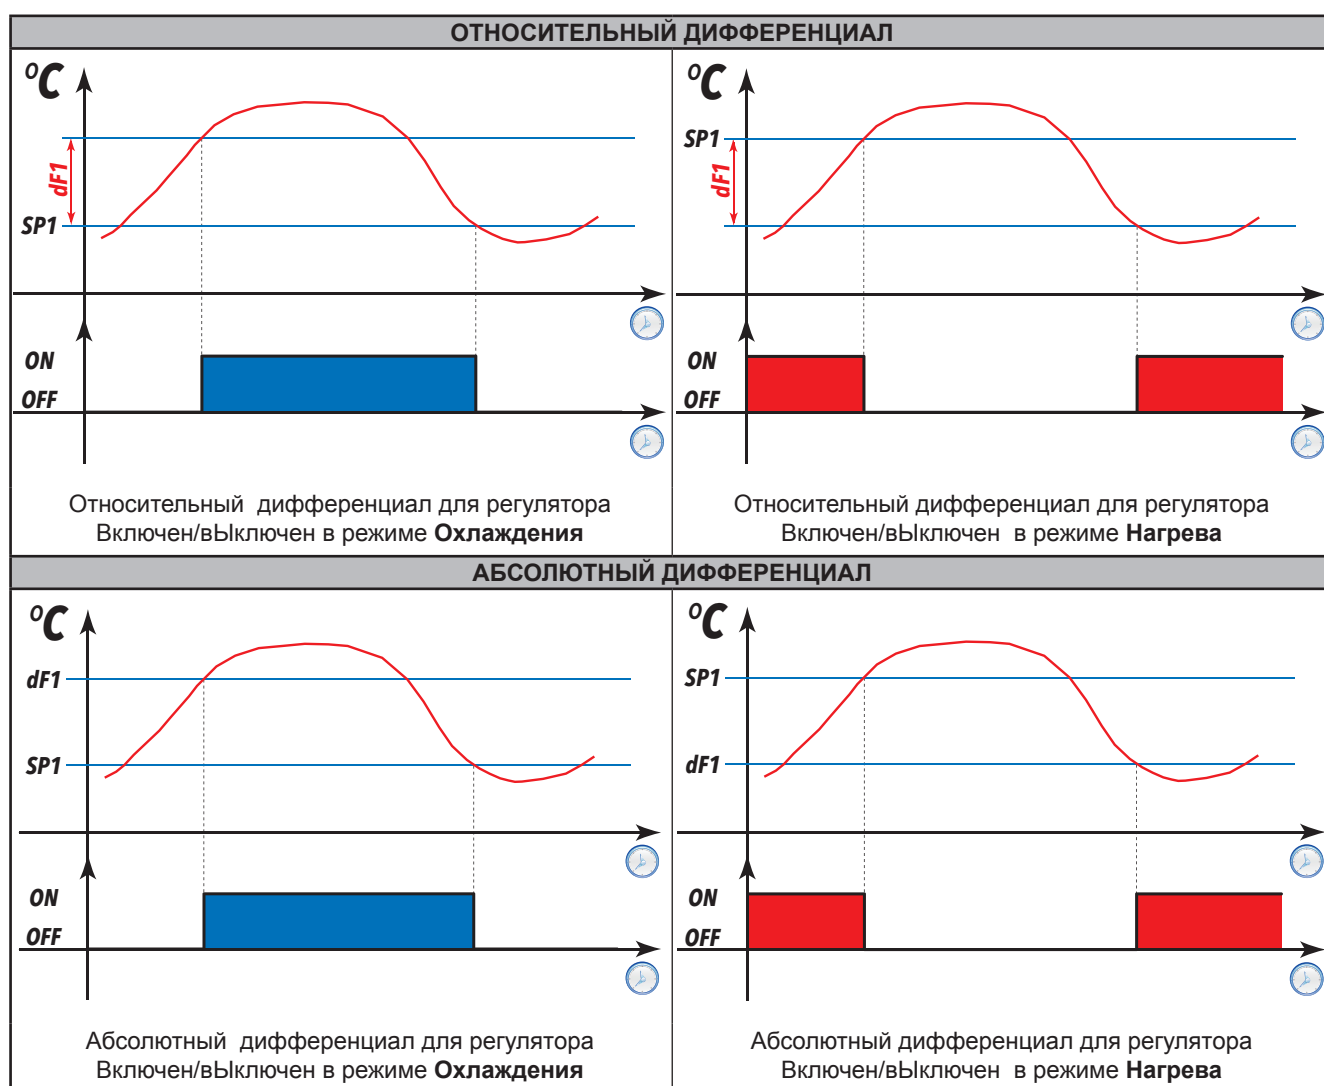 ОТНОСИТЕЛЬНЫЙ ДИФФЕРЕНЦИАЛ
°C
dF1
SP1
ON
OFF
Относительный дифференциал для регулятора
Включен/вЫключен в режиме Охлаждения
°C
SP1
dF1
ON
OFF
Относительный дифференциал для регулятора
Включен/вЫключен в режиме Нагрева
АБСОЛЮТНЫЙ ДИФФЕРЕНЦИАЛ
°C
dF1
SP1
ON
OFF
Абсолютный дифференциал для регулятора
Включен/вЫключен в режиме Охлаждения
°C
SP1
dF1
ON
OFF
Абсолютный дифференциал для регулятора
Включен/вЫключен в режиме Нагрева